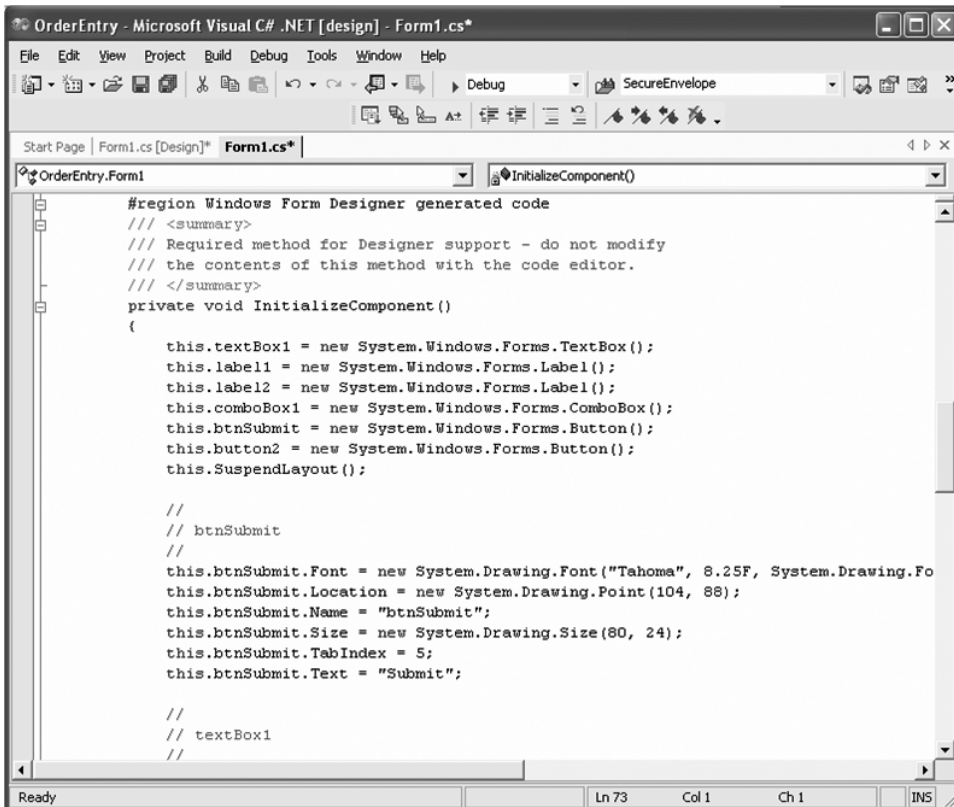 OrderEntry - Microsoft Visual C# .NET [design] - Form1.cs*
File Edit View Project Build Debug Tools Window Help
Debug SecureEnvelope
Start Page Form1.cs [Design]* Form1.cs*
OrderEntry.Form1 InitializeComponent()
#region Windows Form Designer generated code
/// <summary>
/// Required method for Designer support - do not modify
/// the contents of this method with the code editor.
/// </summary>
private void InitializeComponent()
{
this.textBox1 = new System.Windows.Forms.TextBox();
this.label1 = new System.Windows.Forms.Label();
this.label2 = new System.Windows.Forms.Label();
this.comboBox1 = new System.Windows.Forms.ComboBox();
this.btnSubmit = new System.Windows.Forms.Button();
this.button2 = new System.Windows.Forms.Button();
this.SuspendLayout();
//
// btnSubmit
//
this.btnSubmit.Font = new System.Drawing.Font("Tahoma", 8.25F, System.Drawing.Fo
this.btnSubmit.Location = new System.Drawing.Point(104, 88);
this.btnSubmit.Name = "btnSubmit";
this.btnSubmit.Size = new System.Drawing.Size(80, 24);
this.btnSubmit.TabIndex = 5;
this.btnSubmit.Text = "Submit";
//
// textBox1
//
Ready Ln 73 Col 1 Ch 1 INS